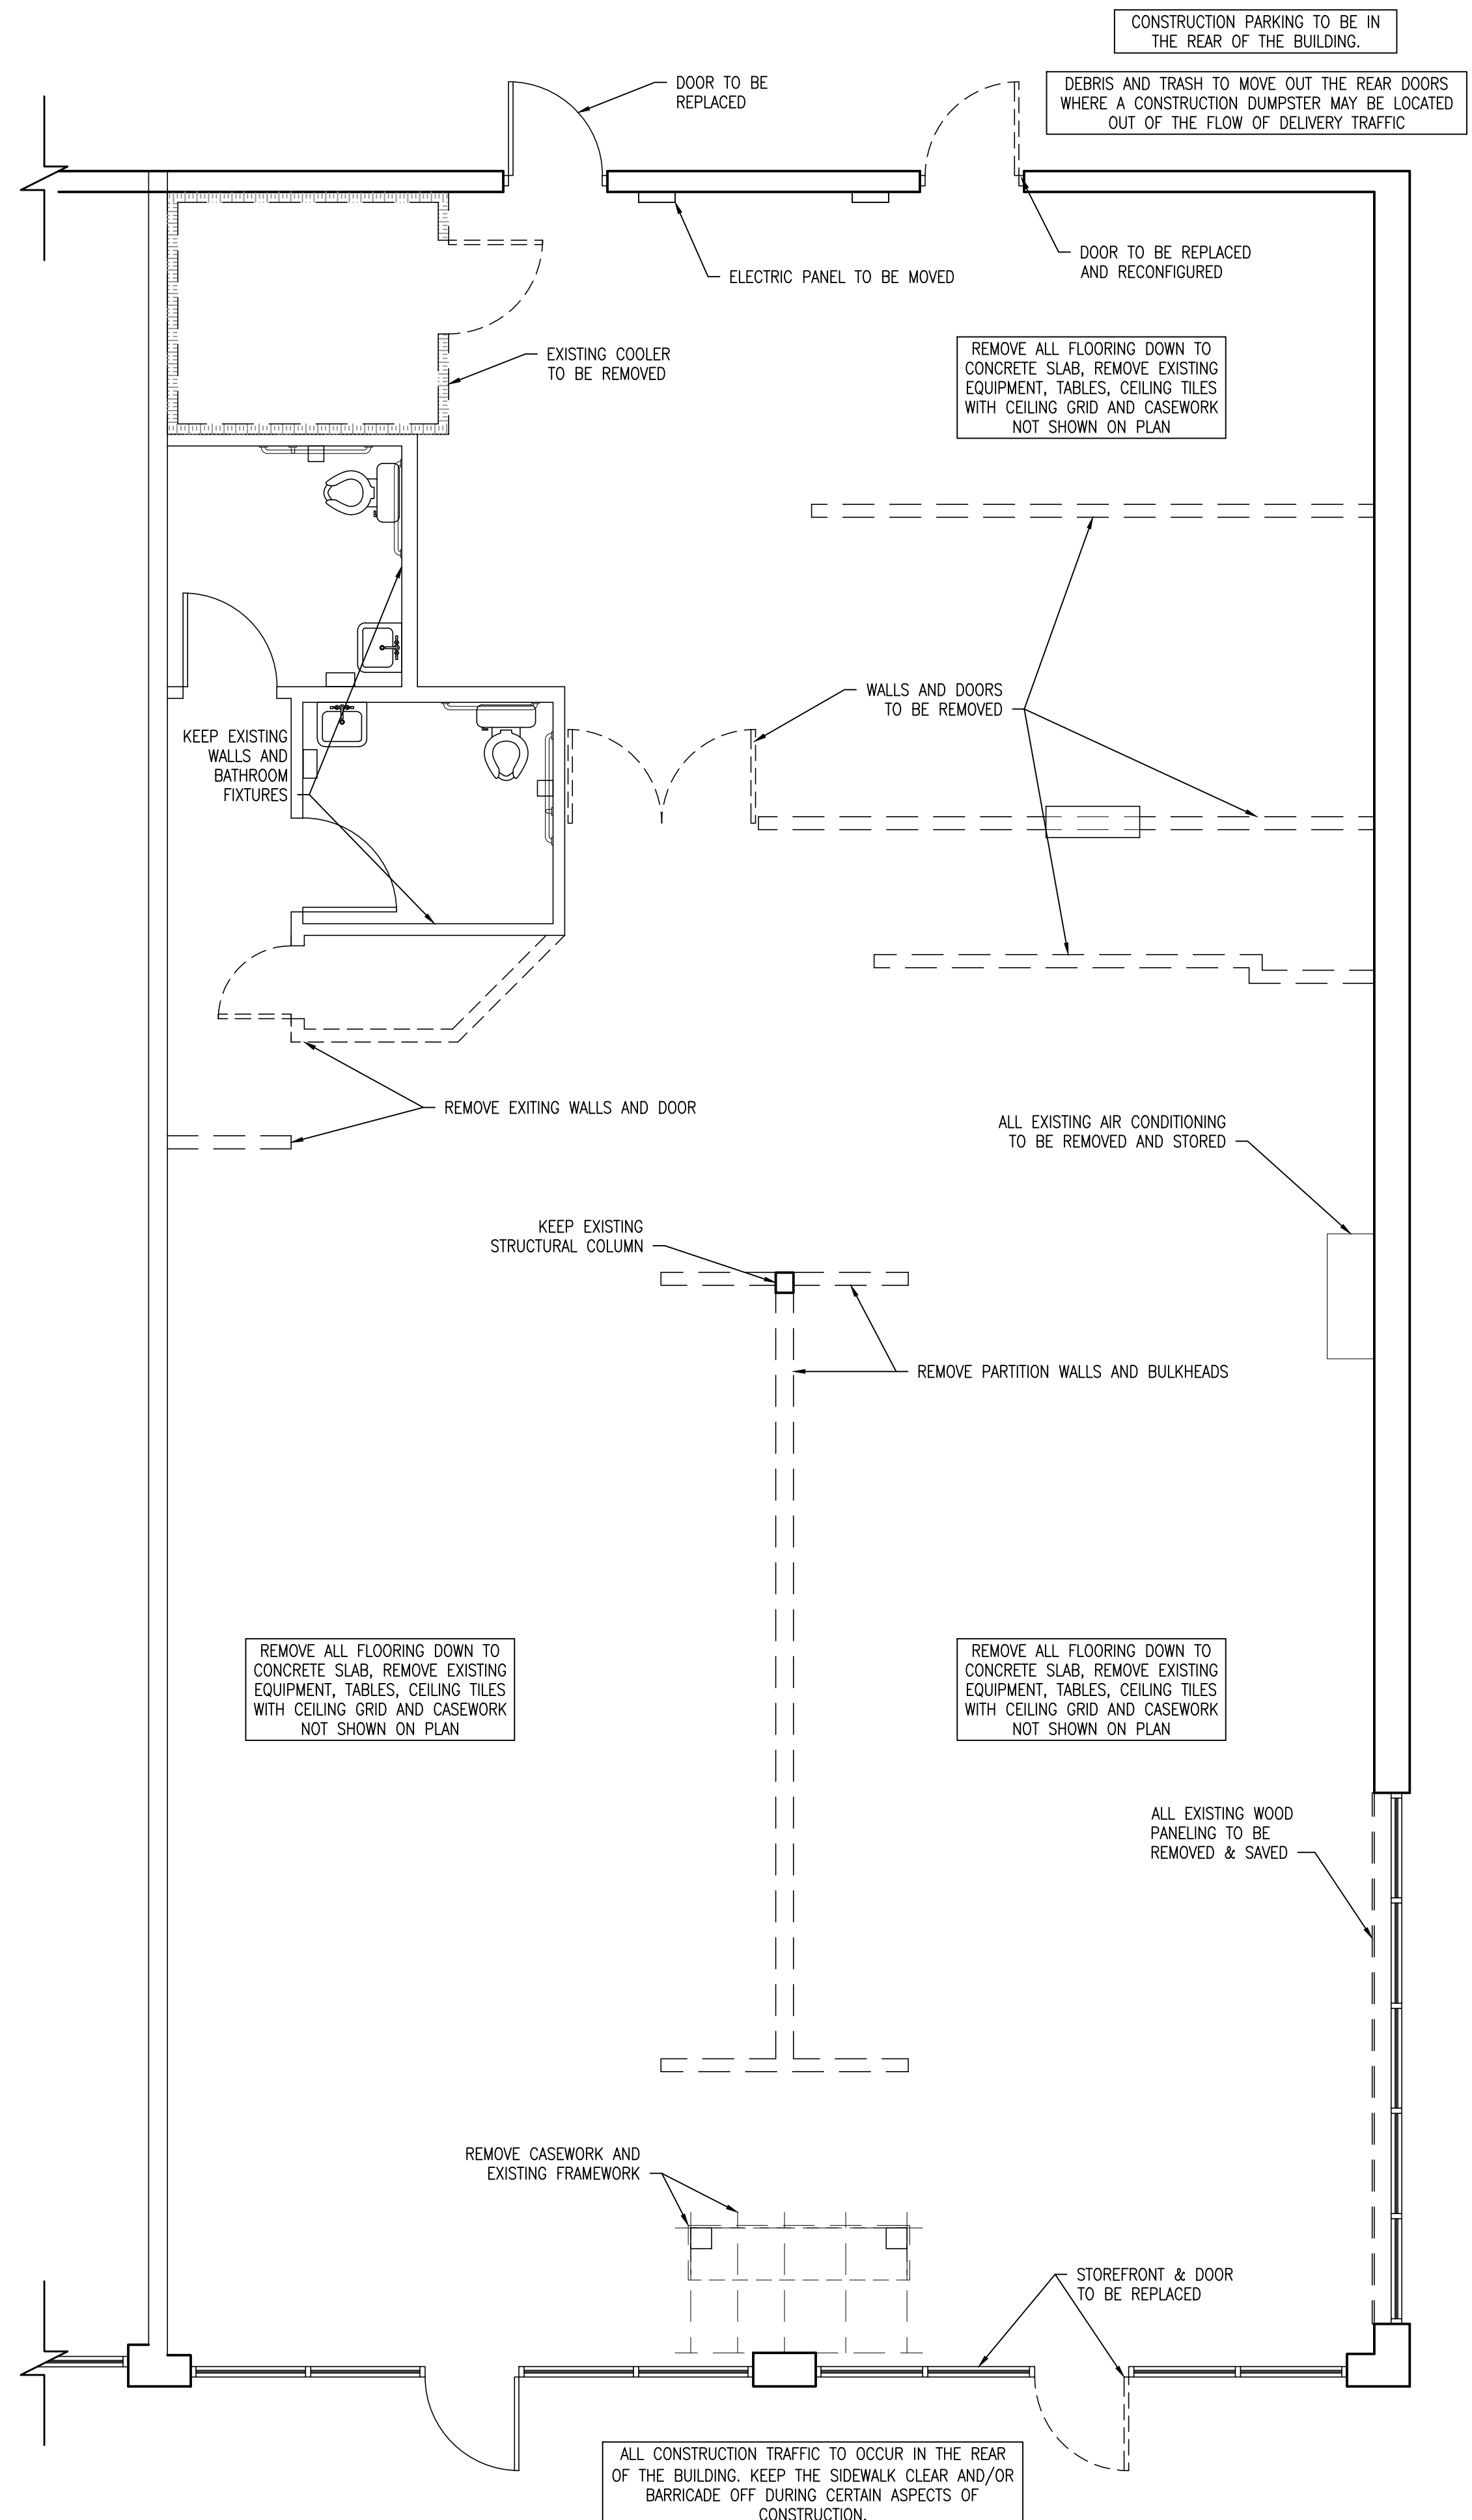 CONSTRUCTION PARKING TO BE IN
THE REAR OF THE BUILDING.
DEBRIS AND TRASH TO MOVE OUT THE REAR DOORS
WHERE A CONSTRUCTION DUMPSTER MAY BE LOCATED
OUT OF THE FLOW OF DELIVERY TRAFFIC
DOOR TO BE
REPLACED
DOOR TO BE REPLACED
AND RECONFIGURED
ELECTRIC PANEL TO BE MOVED
EXISTING COOLER
TO BE REMOVED
REMOVE ALL FLOORING DOWN TO
CONCRETE SLAB, REMOVE EXISTING
EQUIPMENT, TABLES, CEILING TILES
WITH CEILING GRID AND CASEWORK
NOT SHOWN ON PLAN
WALLS AND DOORS
TO BE REMOVED
KEEP EXISTING
WALLS AND
BATHROOM
FIXTURES
REMOVE EXITING WALLS AND DOOR
ALL EXISTING AIR CONDITIONING
TO BE REMOVED AND STORED
KEEP EXISTING
STRUCTURAL COLUMN
REMOVE PARTITION WALLS AND BULKHEADS
REMOVE ALL FLOORING DOWN TO
CONCRETE SLAB, REMOVE EXISTING
EQUIPMENT, TABLES, CEILING TILES
WITH CEILING GRID AND CASEWORK
NOT SHOWN ON PLAN
REMOVE ALL FLOORING DOWN TO
CONCRETE SLAB, REMOVE EXISTING
EQUIPMENT, TABLES, CEILING TILES
WITH CEILING GRID AND CASEWORK
NOT SHOWN ON PLAN
ALL EXISTING WOOD
PANELING TO BE
REMOVED & SAVED
REMOVE CASEWORK AND
EXISTING FRAMEWORK
STOREFRONT & DOOR
TO BE REPLACED
ALL CONSTRUCTION TRAFFIC TO OCCUR IN THE REAR
OF THE BUILDING. KEEP THE SIDEWALK CLEAR AND/OR
BARRICADE OFF DURING CERTAIN ASPECTS OF
CONSTRUCTION.